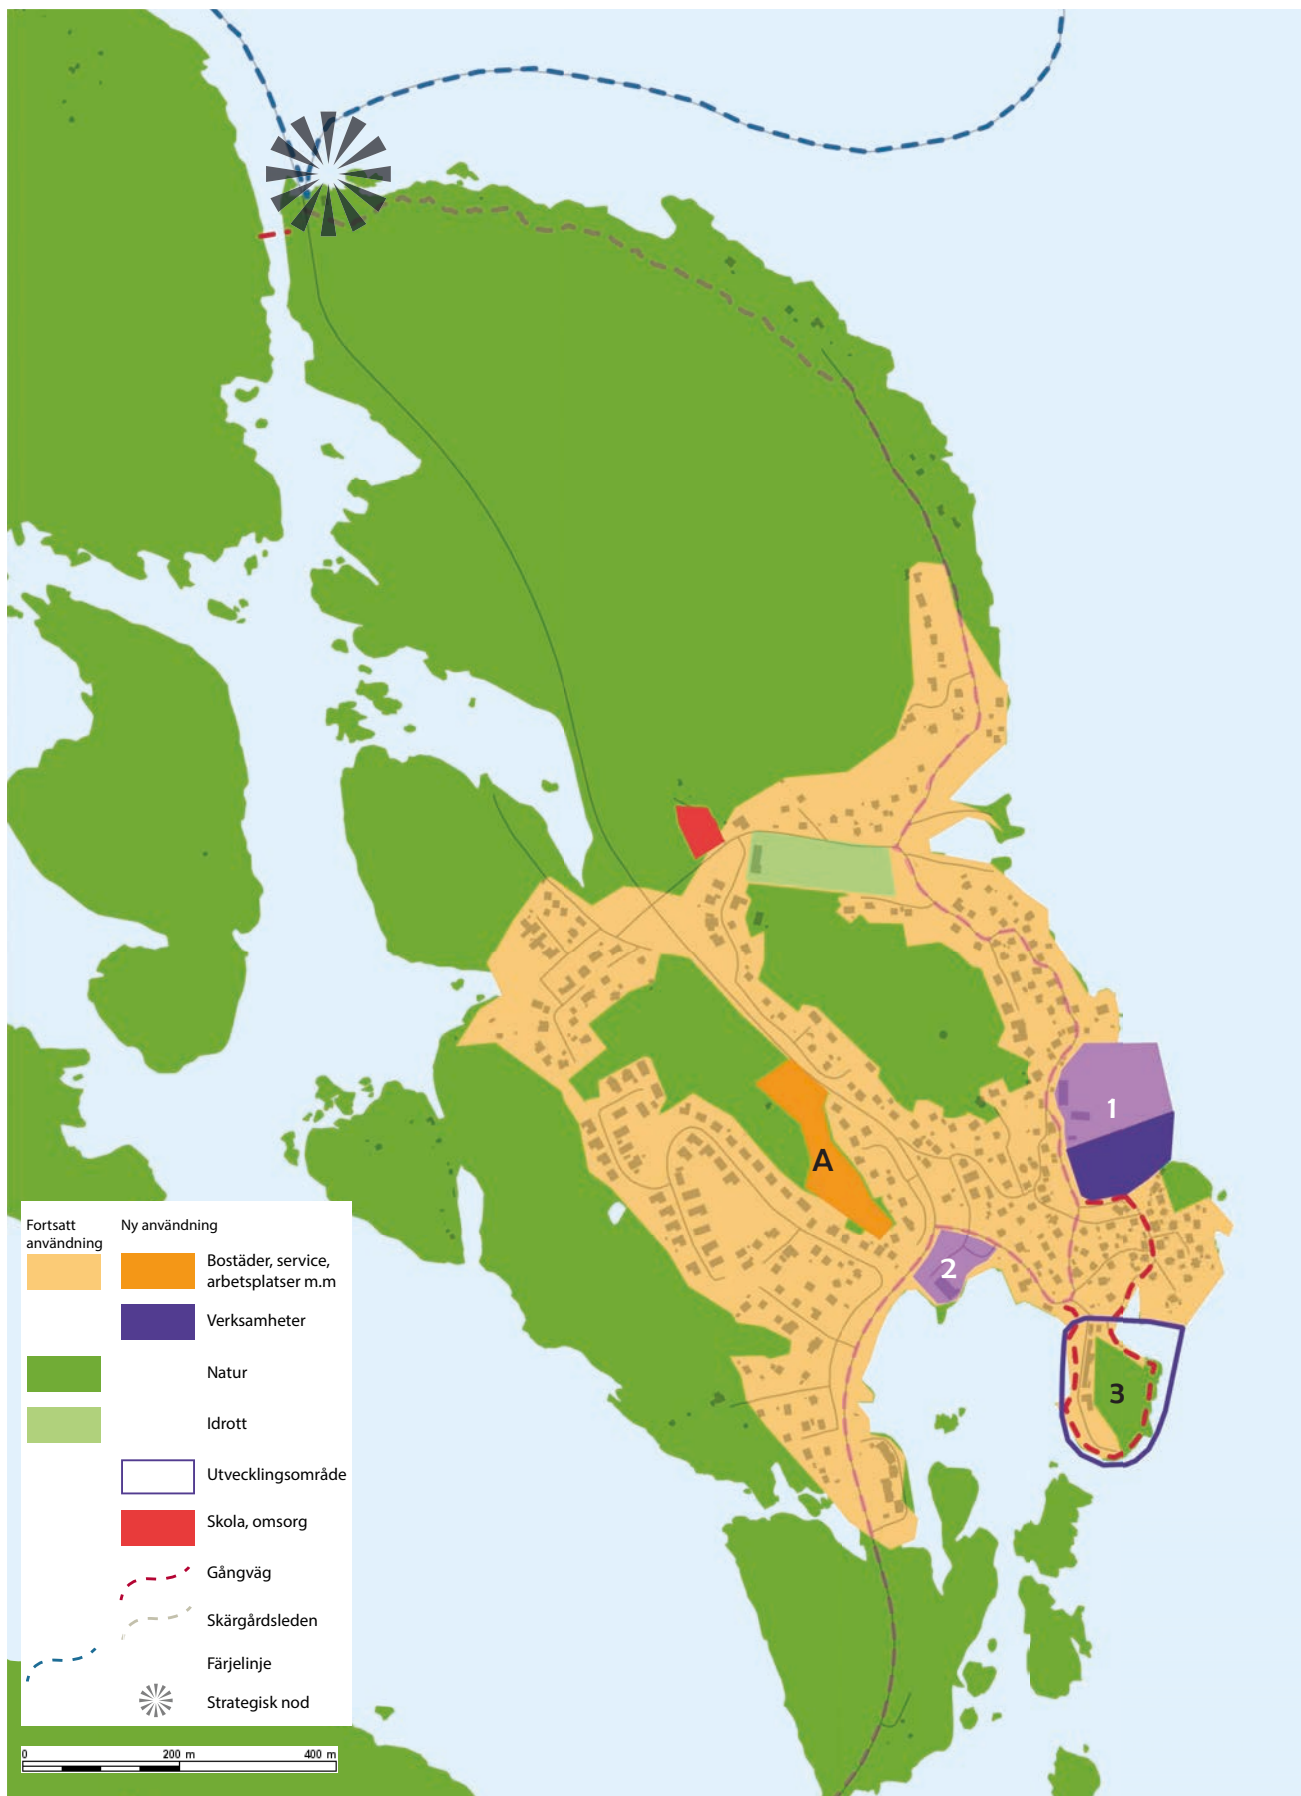 1
A
2
3
Fortsatt
användning
Ny användning
Bostäder, service,
arbetsplatser m.m
Verksamheter
Natur
Idrott
Utvecklingsområde
Skola, omsorg
Gångväg
Skärgårdsleden
Färjelinje
Strategisk nod
0 200 m 400 m